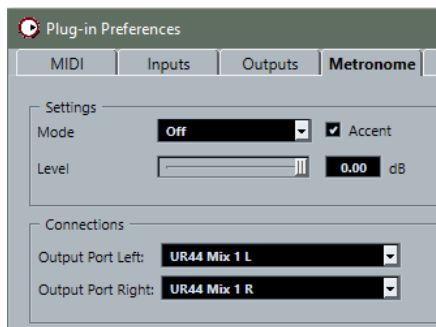 Plug-in Preferences
MIDI Inputs Outputs Metronome
Settings
Mode Off Accent
Level 0.00 dB
Connections
Output Port Left: UR44 Mix 1 L
Output Port Right: UR44 Mix 1 R